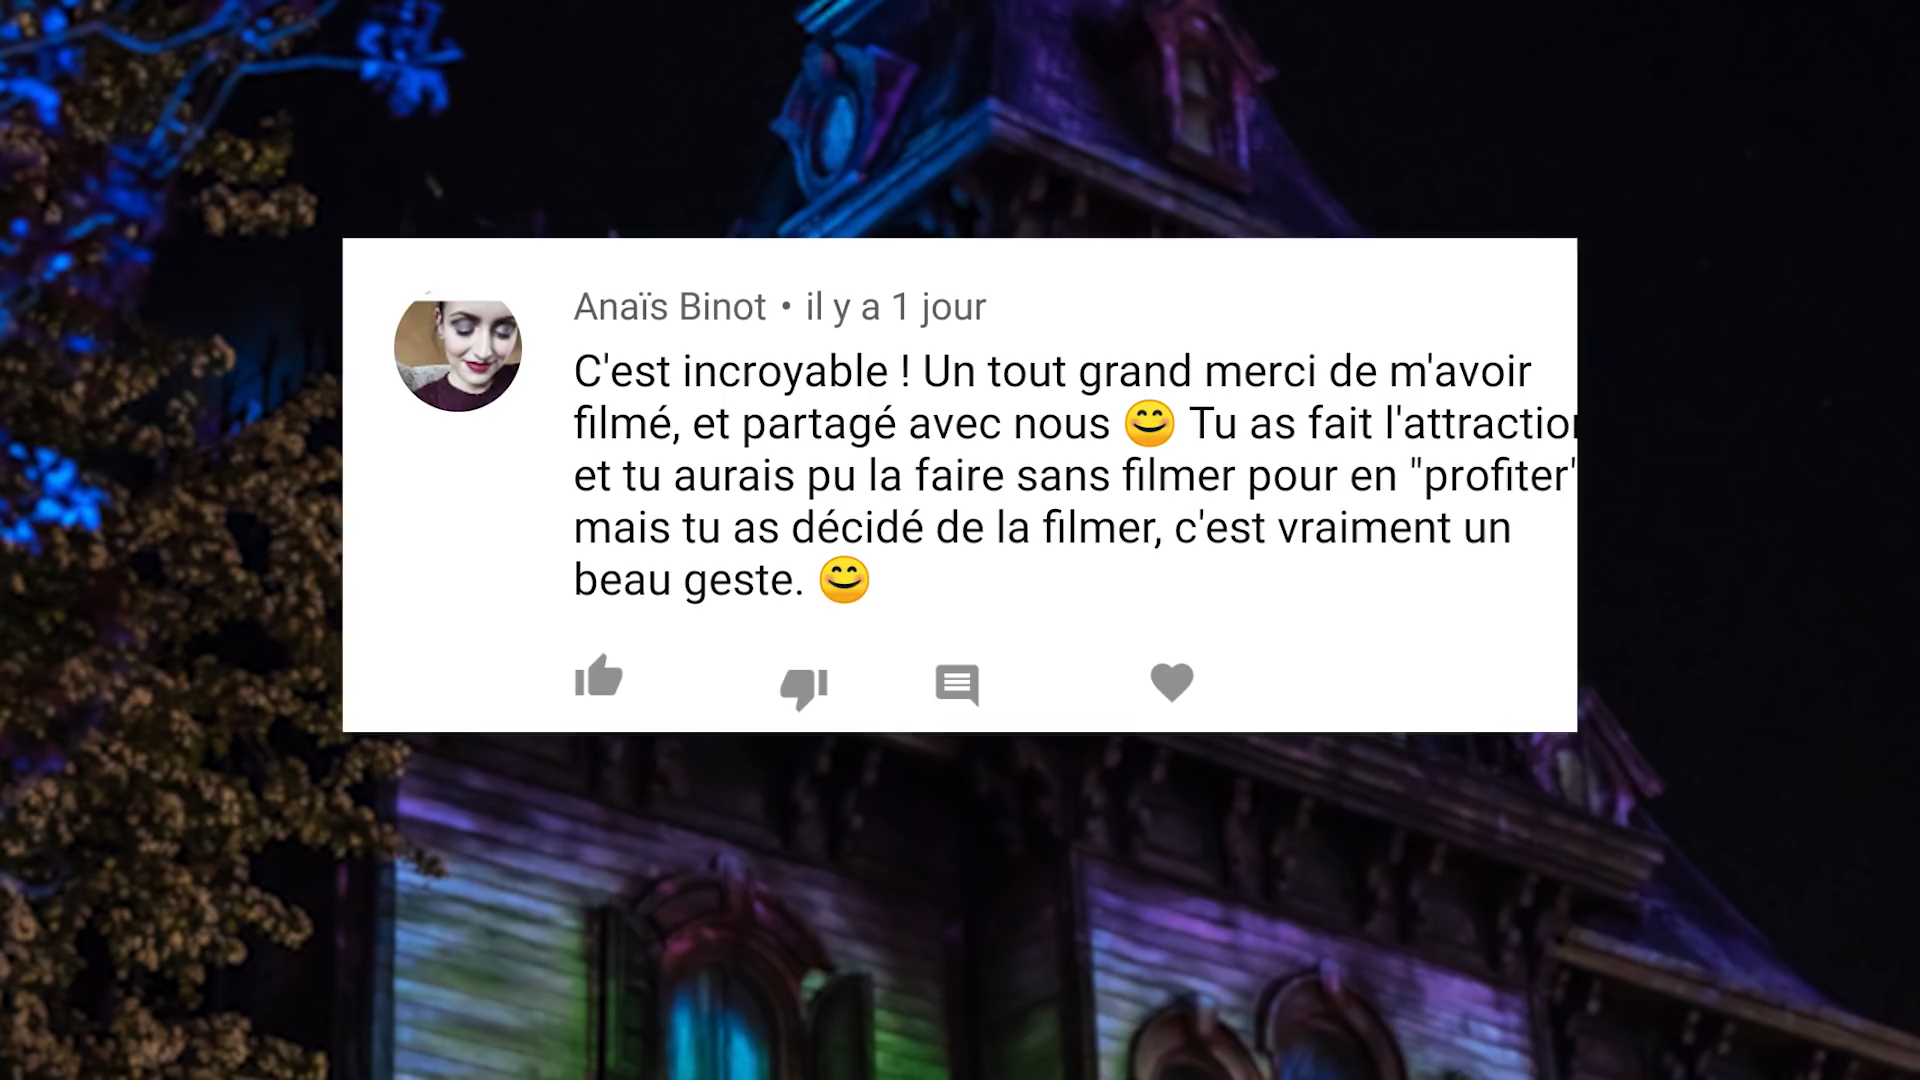 Anaïs Binot • il y a 1 jour
C'est incroyable ! Un tout grand merci de m'avoir
filmé, et partagé avec nous 😊 Tu as fait l'attraction
et tu aurais pu la faire sans filmer pour en "profiter"
mais tu as décidé de la filmer, c'est vraiment un
beau geste. 😊